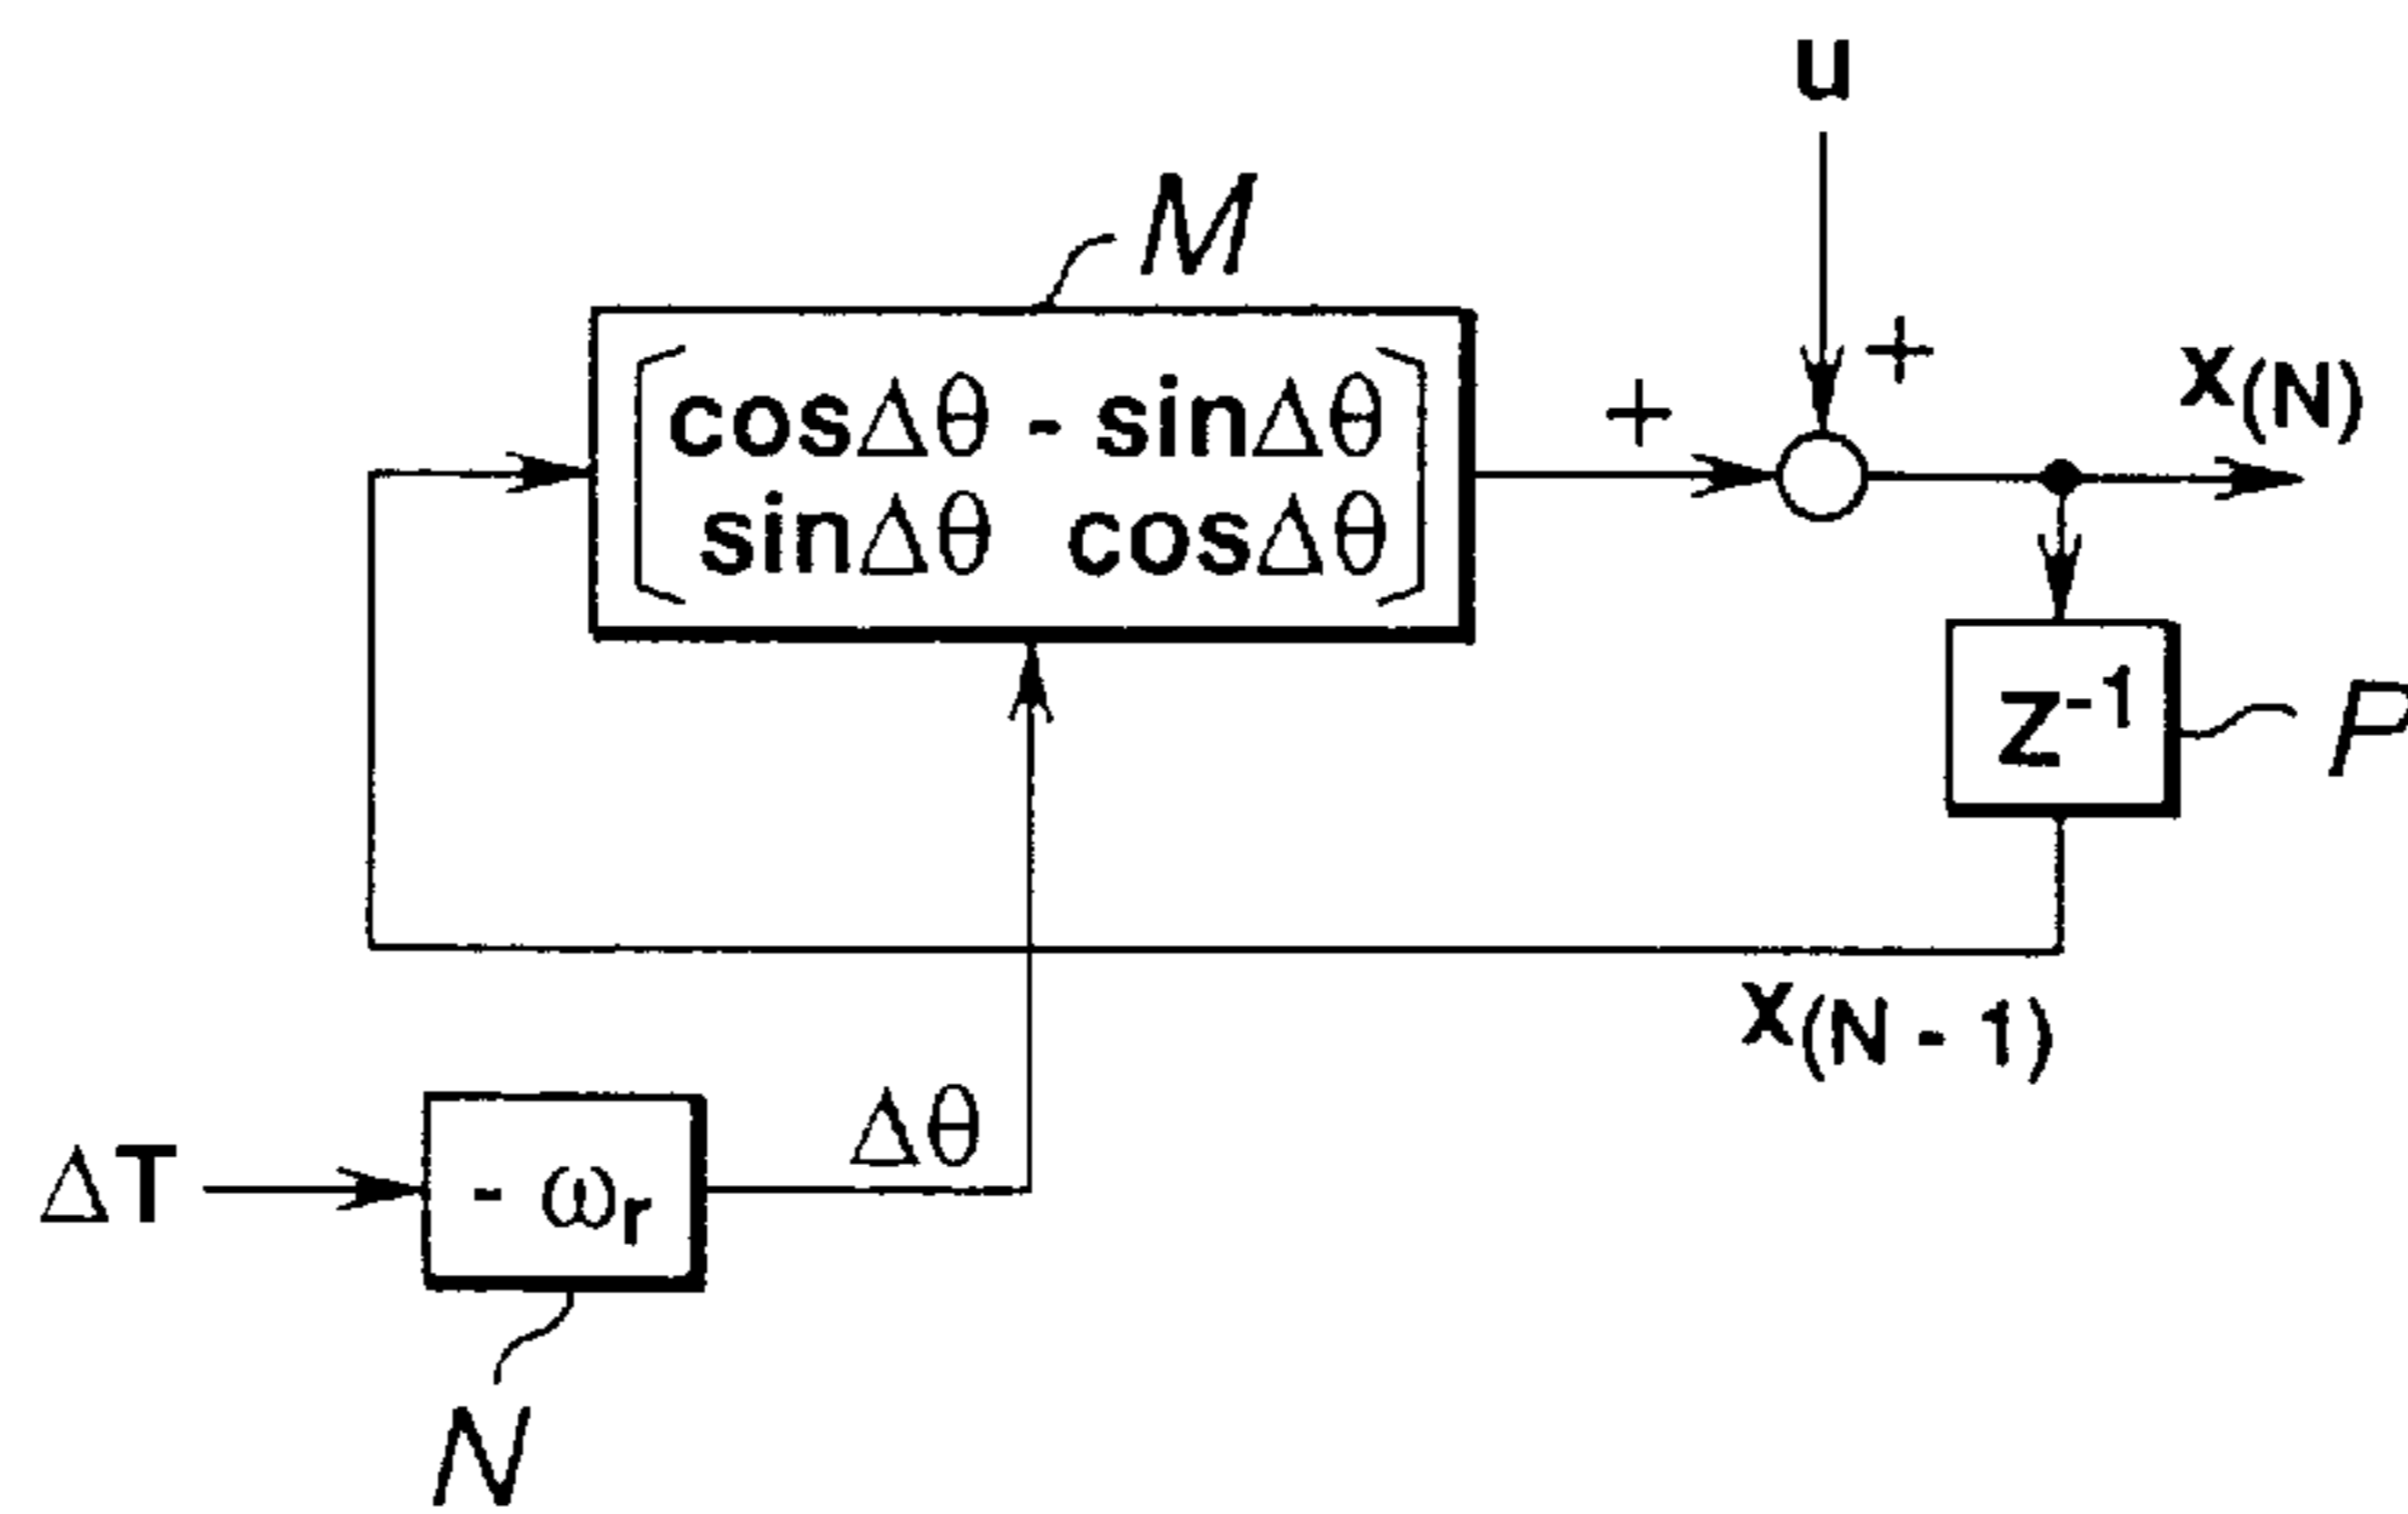 u
M
cosΔθ - sinΔθ
sinΔθ cosΔθ
+
+
x(N)
z-1
P
x(N - 1)
ΔT
- ωr
Δθ
N